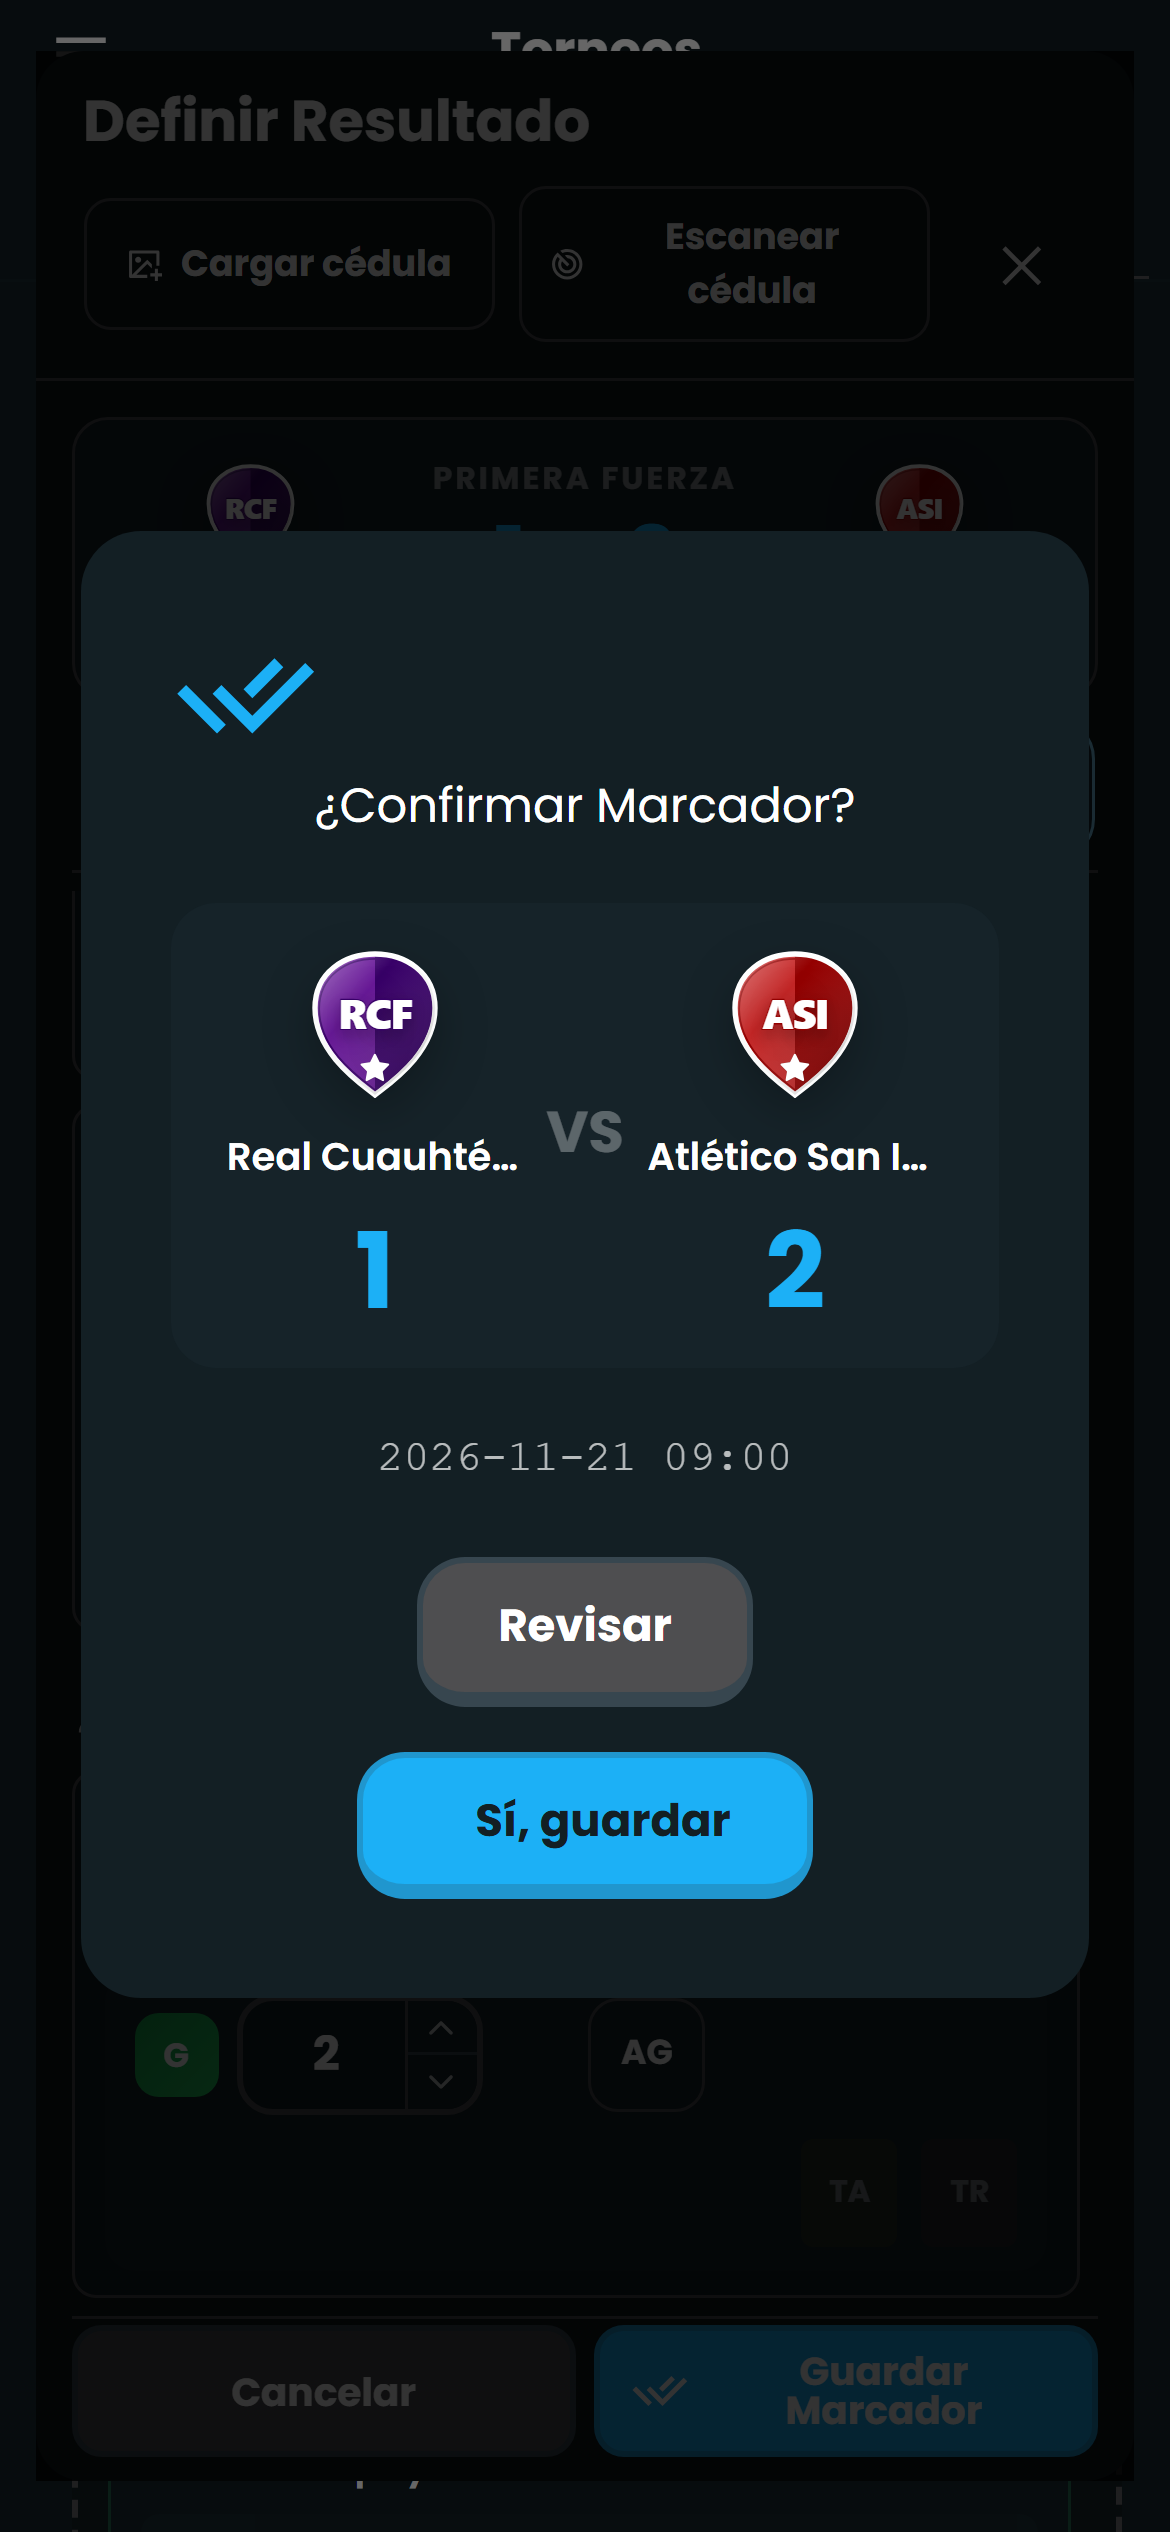 Torneos
Definir Resultado
Cargar cédula
Escanear
cédula
PRIMERA FUERZA
RCF
ASI
¿Confirmar Marcador?
RCF
ASI
VS
Real Cuauhté...
Atlético San I...
1
2
2026-11-21 09:00
Revisar
Sí, guardar
G
2
AG
TA
TR
Cancelar
Guardar
Marcador